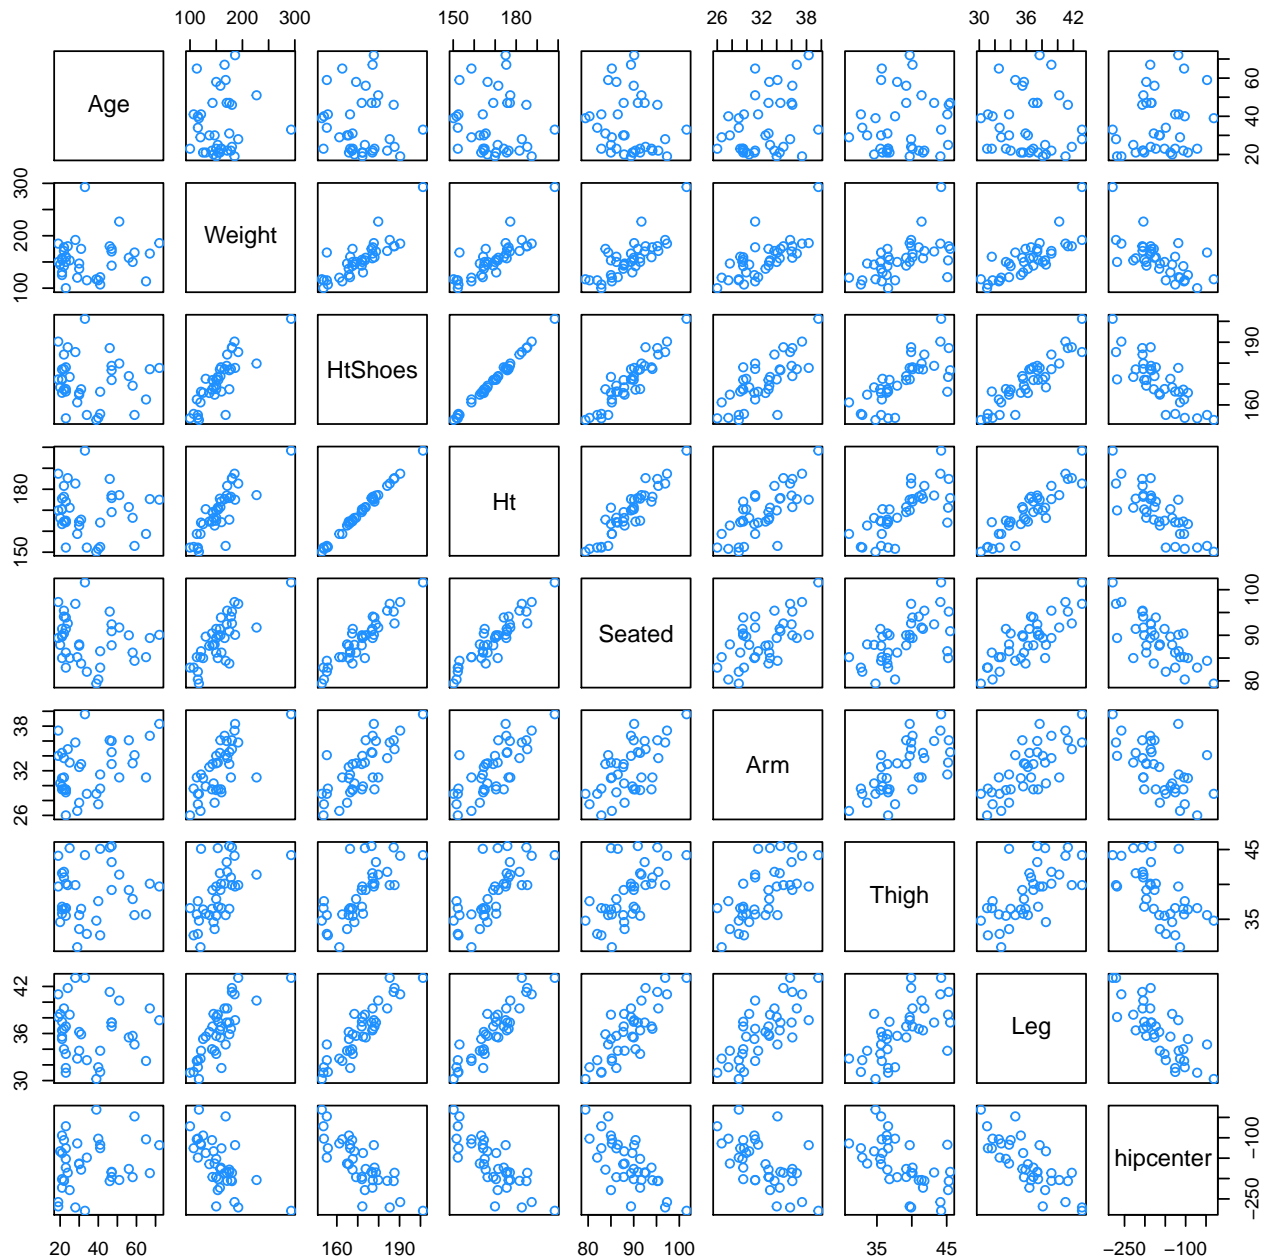 100 200 300 150 180 26 32 38 30 36 42
Age 20 40 60
100 200 300 Weight
HtShoes 160 190
150 180 Ht
Seated 80 90 100
26 32 38 Arm
Thigh 35 45
30 36 42 Leg
hipcenter -250 -100
20 40 60 160 190 80 90 100 35 45 -250 -100